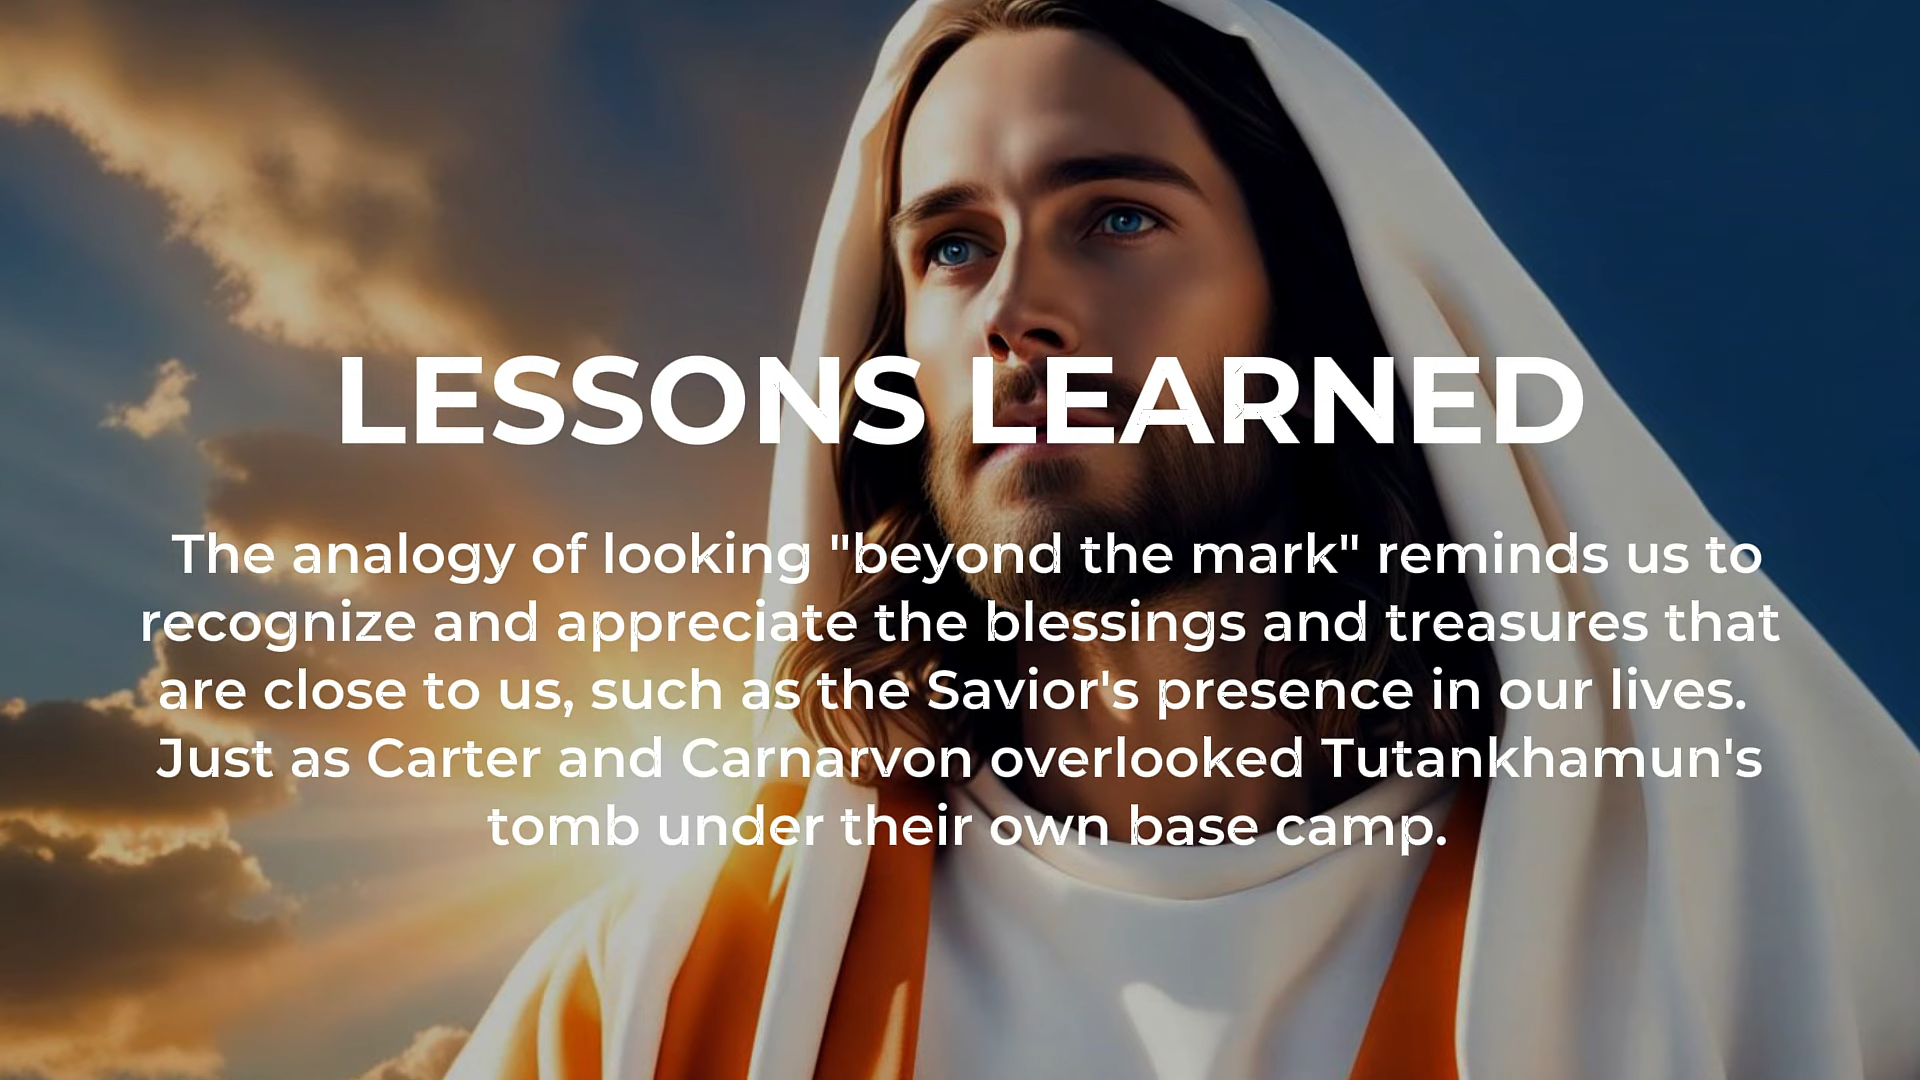 LESSONS LEARNED
The analogy of looking "beyond the mark" reminds us to
recognize and appreciate the blessings and treasures that
are close to us, such as the Savior's presence in our lives.
Just as Carter and Carnarvon overlooked Tutankhamun's
tomb under their own base camp.